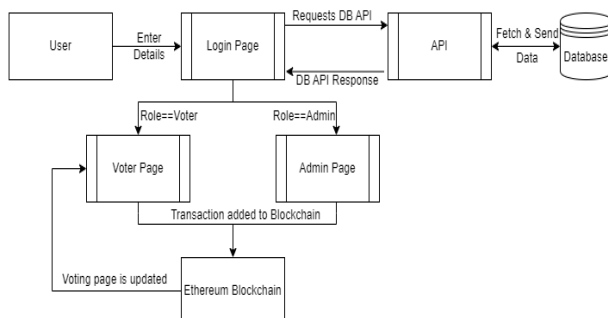 Requests DB API
User
Enter
Details
Login Page
API
Fetch & Send
Data
Database
DB API Response
Role==Voter
Role==Admin
Voter Page
Admin Page
Transaction added to Blockchain
Voting page is updated
Ethereum Blockchain